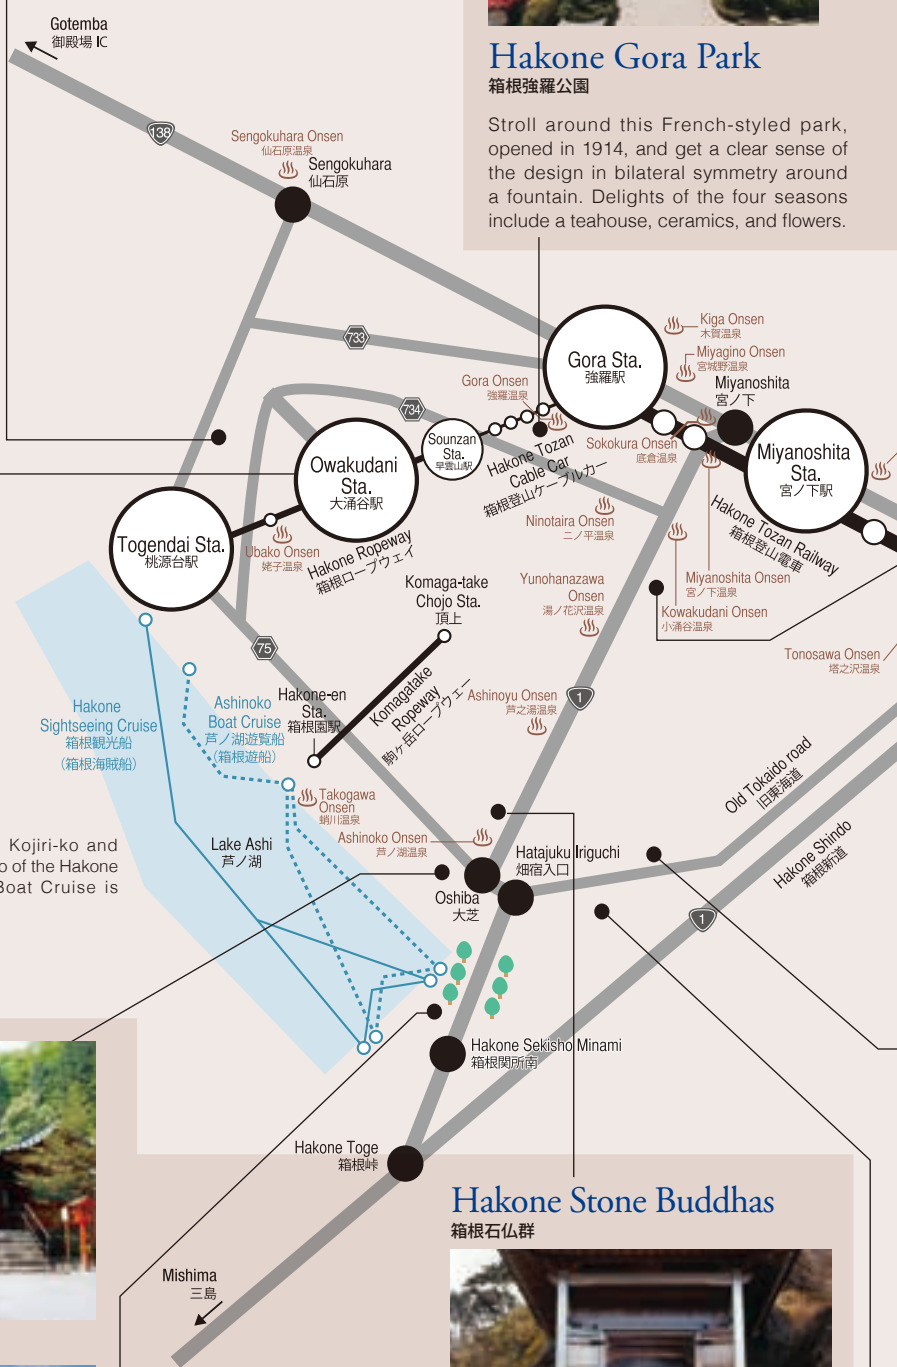 Gotemba
御殿場 IC
138
Sengokuhara Onsen
仙石原温泉
Sengokuhara
仙石原
Hakone Gora Park
箱根強羅公園
Stroll around this French-styled park,
opened in 1914, and get a clear sense of
the design in bilateral symmetry around
a fountain. Delights of the four seasons
include a teahouse, ceramics, and flowers.
733
Gora Sta.
強羅駅
Kiga Onsen
木賀温泉
Miyagino Onsen
宮城野温泉
Miyanoshita
宮ノ下
Gora Onsen
強羅温泉
734
Sounzan
Sta.
早雲山駅
Hakone Tozan
Cable Car
箱根登山ケーブルカー
Sokokura Onsen
底倉温泉
Miyanoshita
Sta.
宮ノ下駅
Owakudani
Sta.
大涌谷駅
Togendai Sta.
桃源台駅
Ubako Onsen
姥子温泉
Hakone Ropeway
箱根ロープウェイ
Ninotaira Onsen
二ノ平温泉
Hakone Tozan Railway
箱根登山電車
Komaga-take
Chojo Sta.
頂上
Yunohanazawa
Onsen
湯ノ花沢温泉
Miyanoshita Onsen
宮ノ下温泉
Kowakudani Onsen
小涌谷温泉
Tonosawa Onsen
塔之沢温泉
75
Hakone
Sightseeing Cruise
箱根観光船
（箱根海賊船）
Ashinoko
Boat Cruise
芦ノ湖遊覧船
（箱根遊船）
Hakone-en
Sta.
箱根園駅
Komagatake
Ropeway
駒ヶ岳ロープウェー
Ashinoyu Onsen
芦之湯温泉
1
Takogawa
Onsen
蛸川温泉
Old Tokaido road
旧東海道
Kojiri-ko and
o of the Hakone
Boat Cruise is
Lake Ashi
芦ノ湖
Ashinoko Onsen
芦ノ湖温泉
Hatajuku Iriguchi
畑宿入口
Hakone Shindo
箱根新道
Oshiba
大芝
1
Hakone Sekisho Minami
箱根関所南
Hakone Toge
箱根峠
Hakone Stone Buddhas
箱根石仏群
Mishima
三島